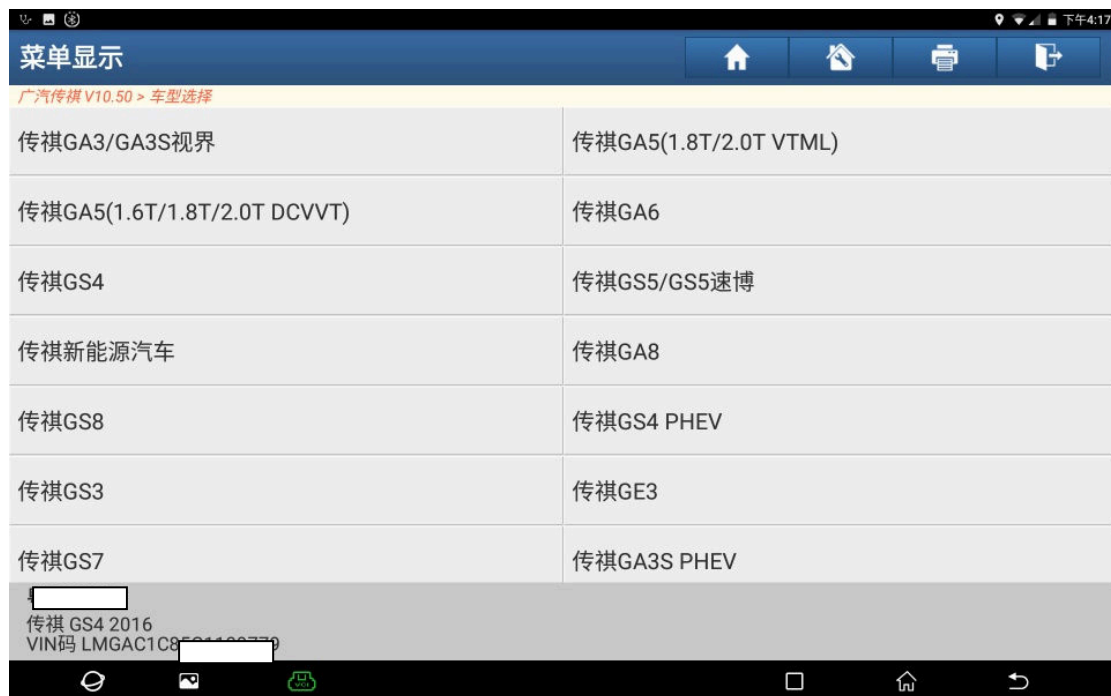 下午4:17
菜单显示
广汽传祺 V10.50 > 车型选择
传祺GA3/GA3S视界
传祺GA5(1.8T/2.0T VTML)
传祺GA5(1.6T/1.8T/2.0T DCVVT)
传祺GA6
传祺GS4
传祺GS5/GS5速博
传祺新能源汽车
传祺GA8
传祺GS8
传祺GS4 PHEV
传祺GS3
传祺GE3
传祺GS7
传祺GA3S PHEV
传祺 GS4 2016
VIN码
VCI